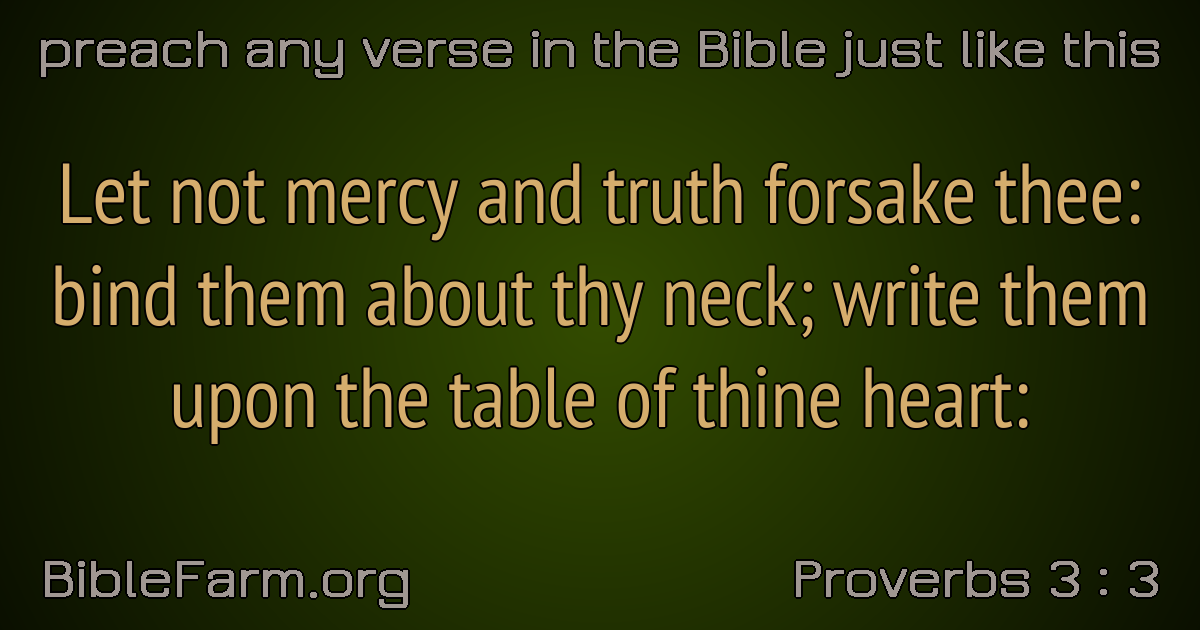 preach any verse in the Bible just like this
Let not mercy and truth forsake thee:
bind them about thy neck; write them
upon the table of thine heart:
BibleFarm.org
Proverbs 3 : 3